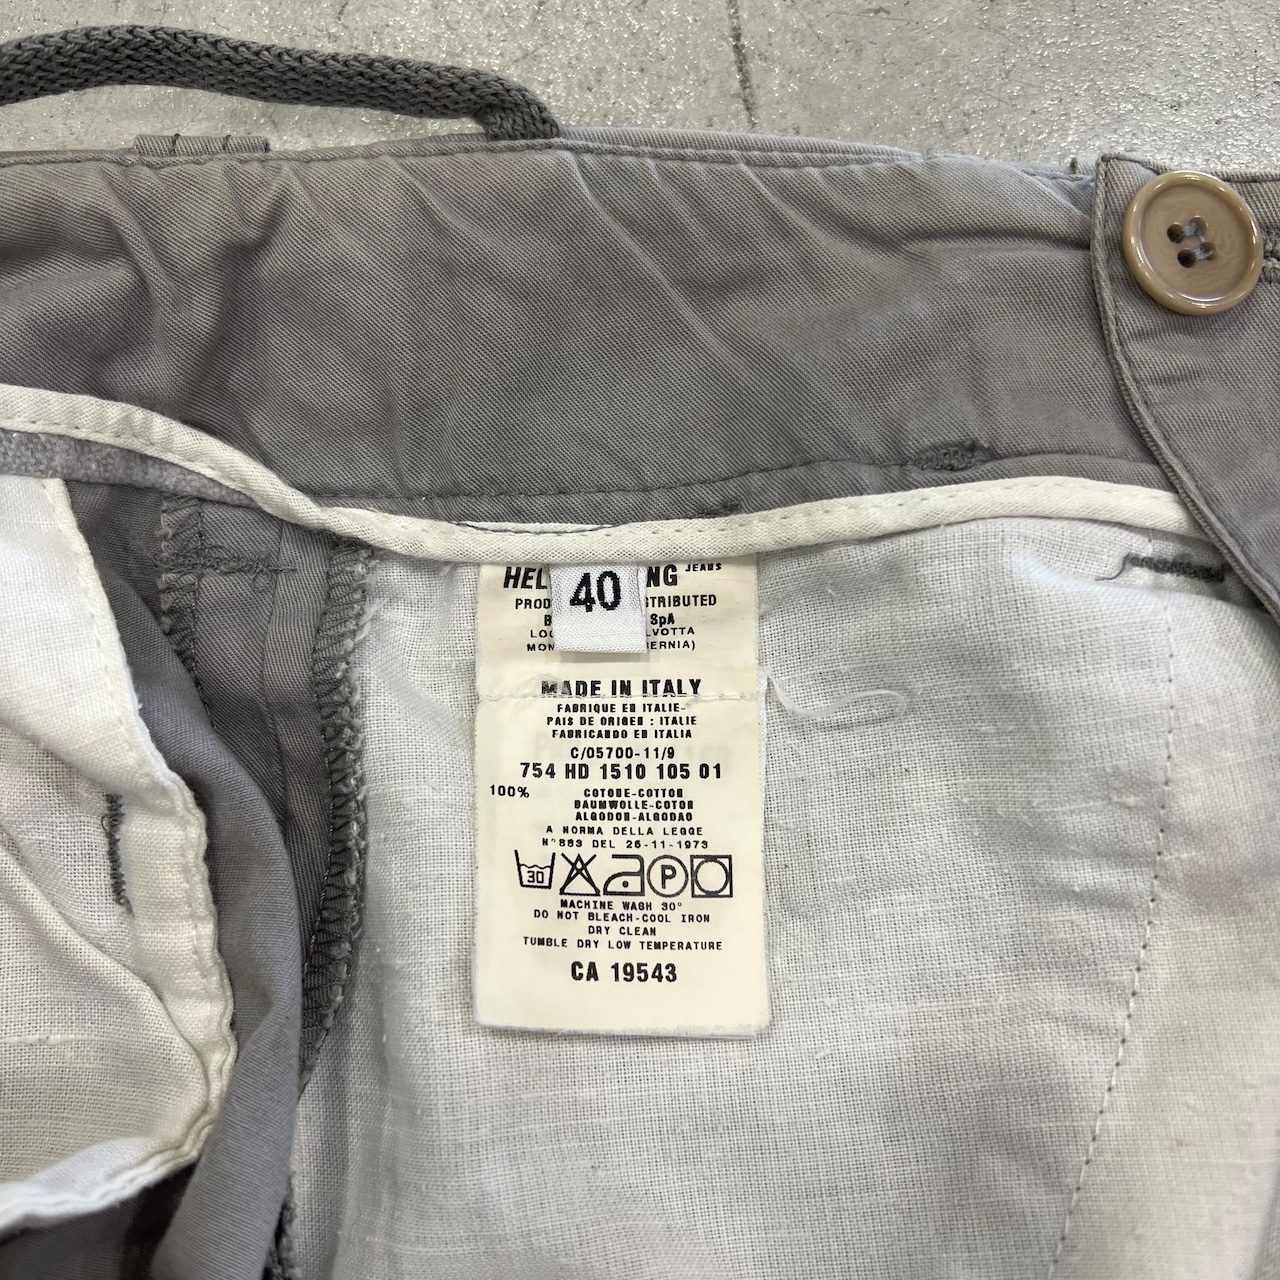 HEL NG JEANS
40
PROD STRIBUTED
B SpA
LOC LVOTTA
MON BERNIA)
MADE IN ITALY
FABRIQUE EN ITALIE-
PAIS DE ORIGEN : ITALIE
FABRICANDO EN ITALIA
C/05700-11/9
754 HD 1510 105 01
100% COTONE-COTTON
BAUMWOLLE-COTON
ALGODON-ALGODAO
A NORMA DELLA LEGGE
N°883 DEL 26-11-1973
30
P
MACHINE WASH 30°
DO NOT BLEACH-COOL IRON
DRY CLEAN
TUMBLE DRY LOW TEMPERATURE
CA 19543